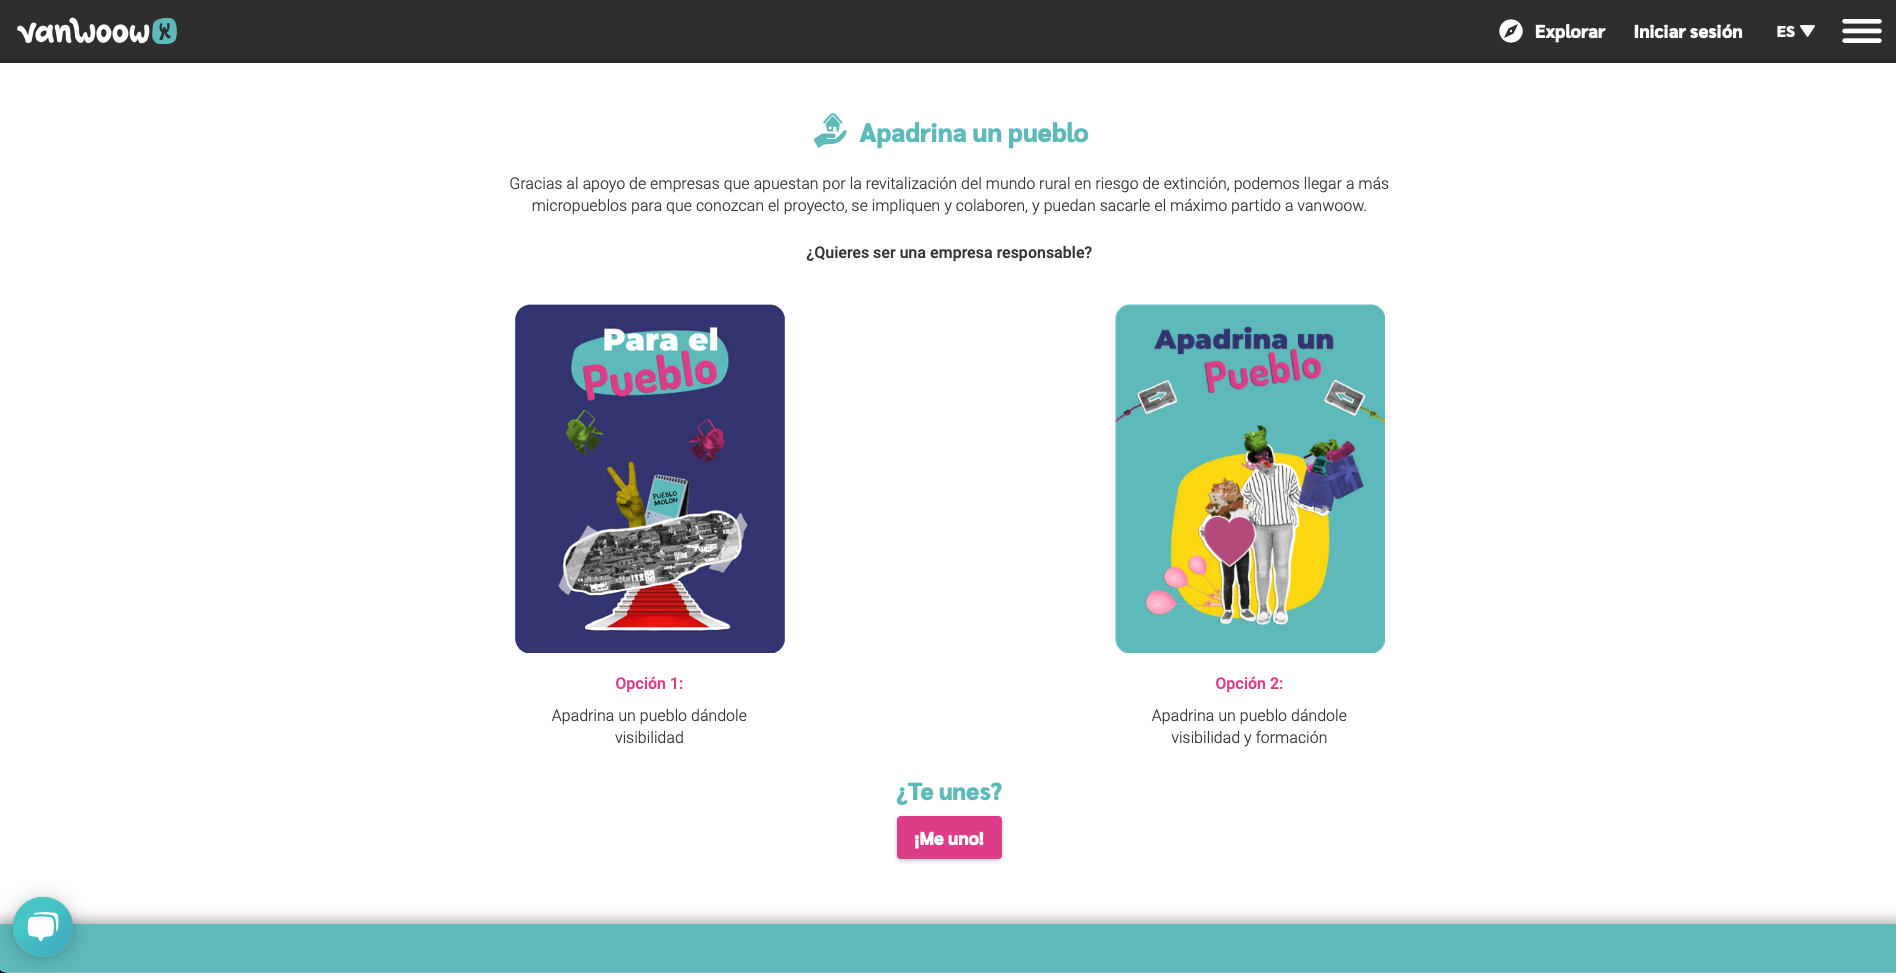 vanwoow
Explorar
Iniciar sesión
ES
Apadrina un pueblo
Gracias al apoyo de empresas que apuestan por la revitalización del mundo rural en riesgo de extinción, podemos llegar a más
micropueblos para que conozcan el proyecto, se impliquen y colaboren, y puedan sacarle el máximo partido a vanwoow.
¿Quieres ser una empresa responsable?
Para el
Pueblo
PUEBLO
MOLÓN
Opción 1:
Apadrina un pueblo dándole
visibilidad
Apadrina un
Pueblo
Opción 2:
Apadrina un pueblo dándole
visibilidad y formación
¿Te unes?
¡Me uno!